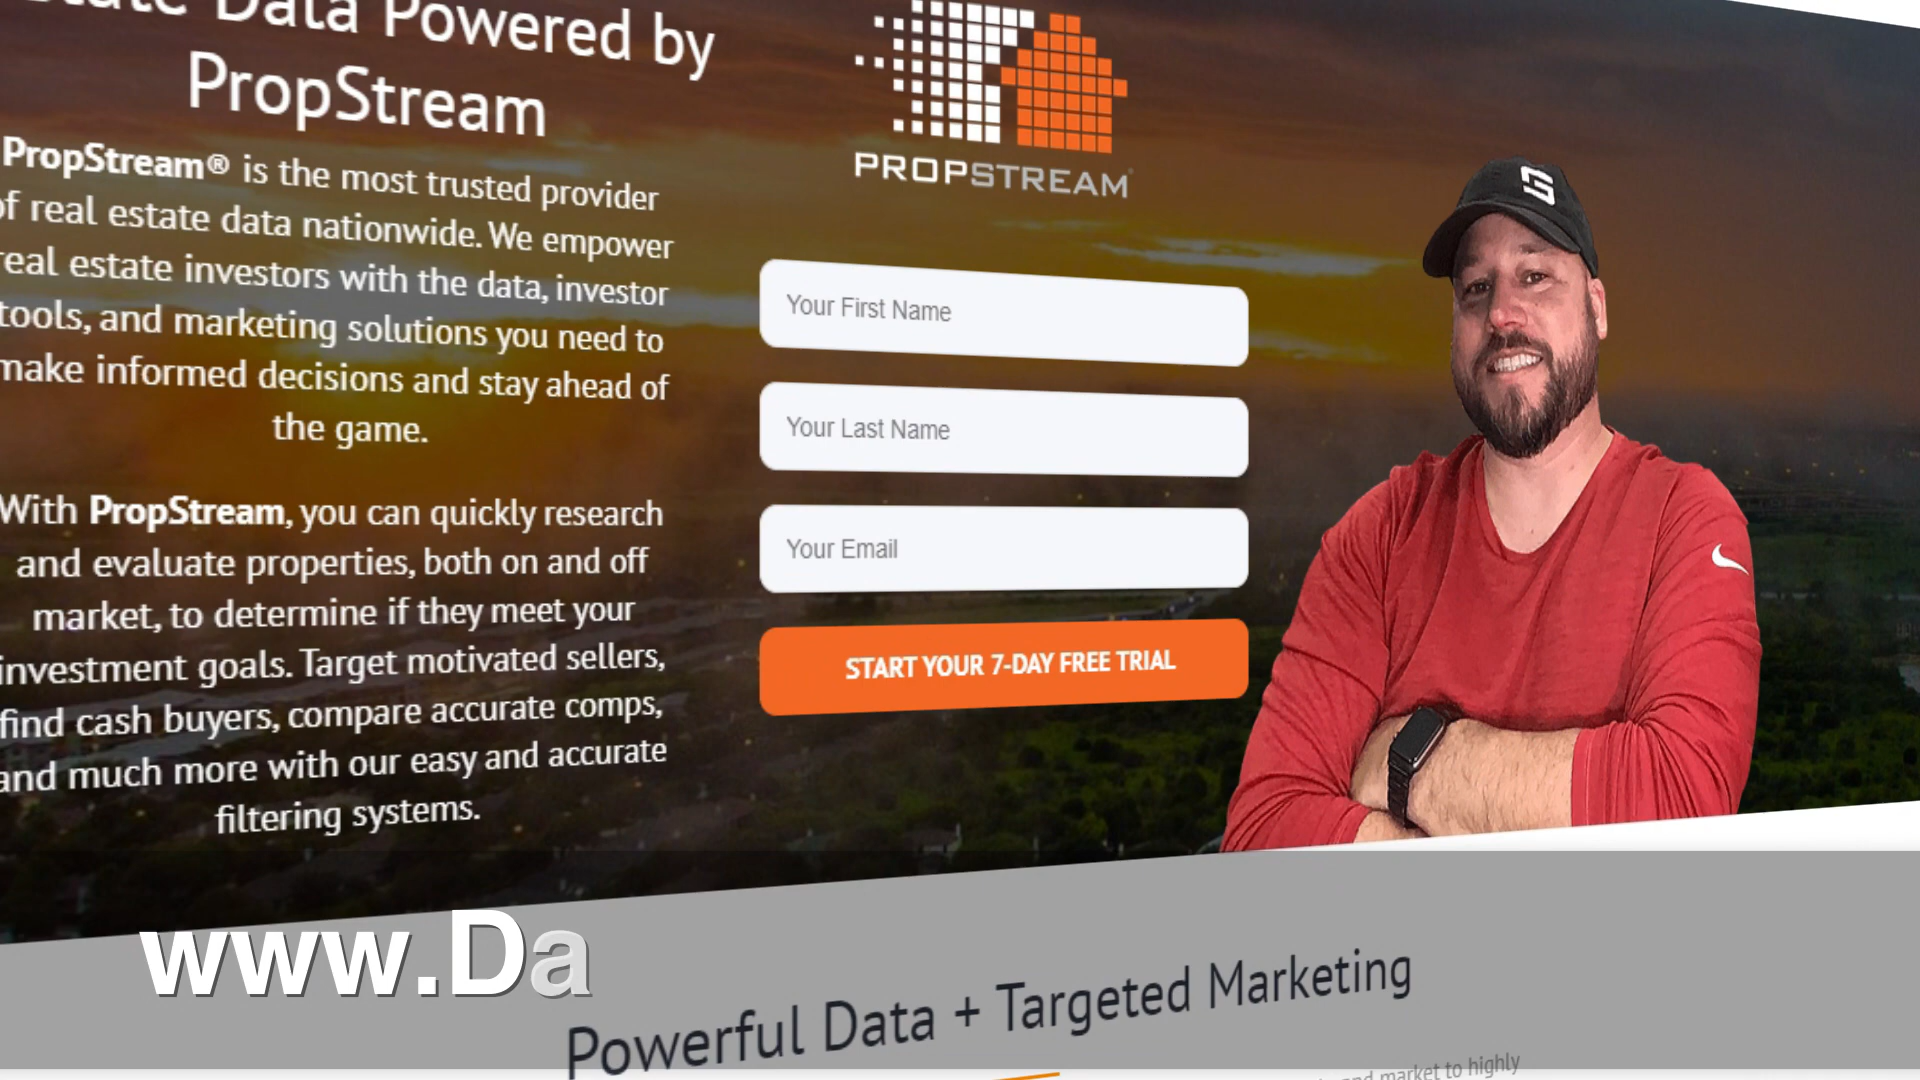 Data Powered by
PropStream
PropStream® is the most trusted provider
of real estate data nationwide. We empower
real estate investors with the data, investor
tools, and marketing solutions you need to
make informed decisions and stay ahead of
the game.
With PropStream, you can quickly research
and evaluate properties, both on and off
market, to determine if they meet your
investment goals. Target motivated sellers,
find cash buyers, compare accurate comps,
and much more with our easy and accurate
filtering systems.
PROPSTREAM
Your First Name
Your Last Name
Your Email
START YOUR 7-DAY FREE TRIAL
www.Da
Powerful Data + Targeted Marketing
market to highly